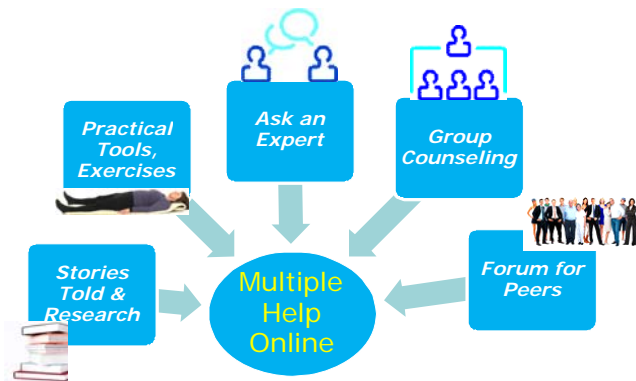 Practical
Tools,
Exercises
Ask an
Expert
Group
Counseling
Stories
Told &
Research
Multiple
Help
Online
Forum for
Peers